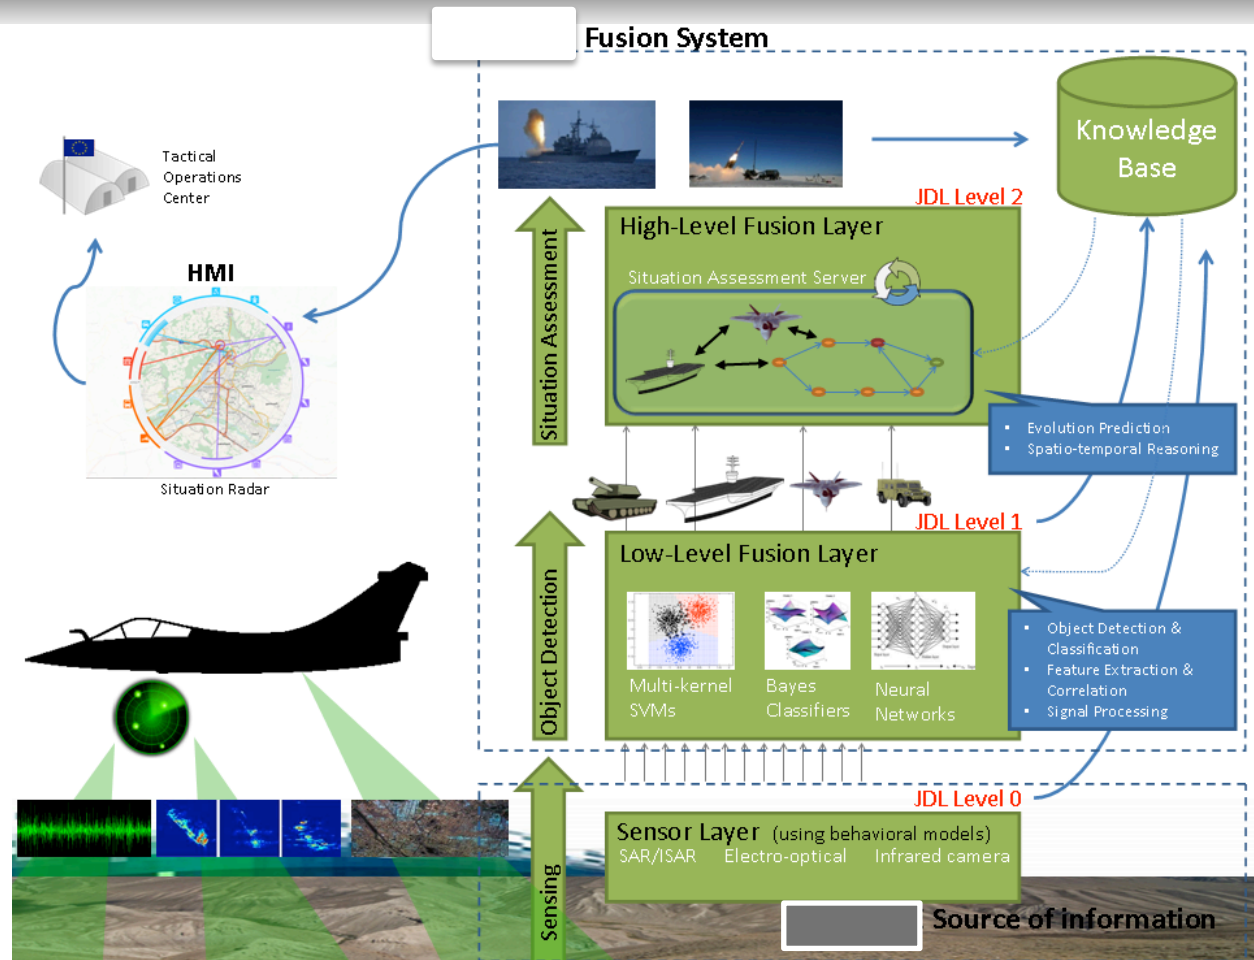 Fusion System
Knowledge
Base
Tactical
Operations
Center
HMI
Situation Radar
JDL Level 2
High-Level Fusion Layer
Situation Assessment Server
Situation Assessment
Evolution Prediction
Spatio-temporal Reasoning
JDL Level 1
Low-Level Fusion Layer
Multi-kernel
SVMs
Bayes
Classifiers
Neural
Networks
Object Detection
Object Detection &
Classification
Feature Extraction &
Correlation
Signal Processing
JDL Level 0
Sensor Layer (using behavioral models)
SAR/ISAR Electro-optical Infrared camera
Sensing
Source of information